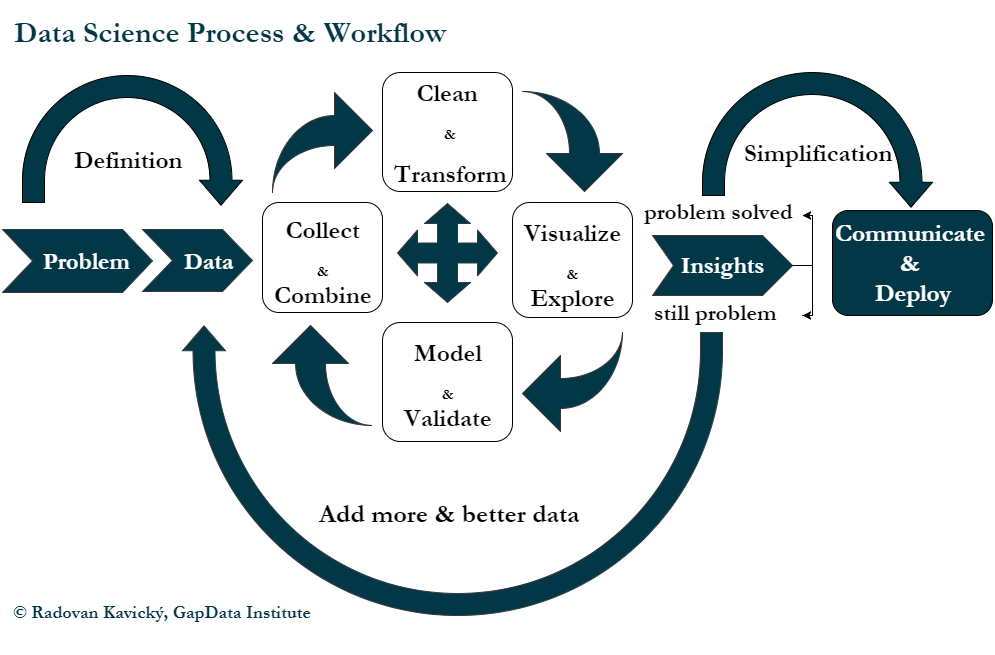 Data Science Process & Workflow
Definition
Problem
Data
Collect
&
Combine
Clean
&
Transform
Visualize
&
Explore
Model
&
Validate
Simplification
problem solved
Insights
still problem
Communicate
&
Deploy
Add more & better data
© Radovan Kavický, GapData Institute